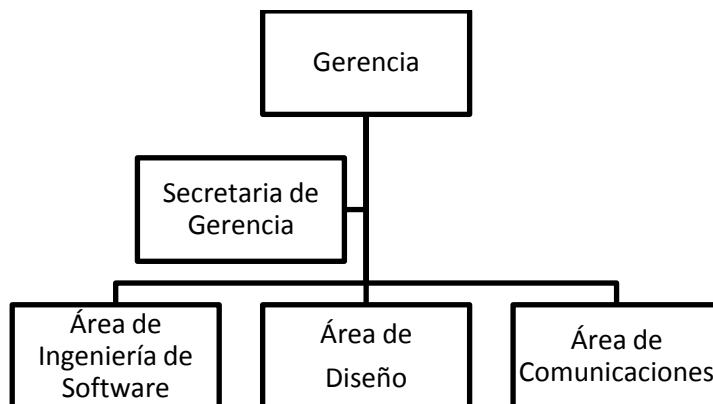 Gerencia
Secretaria de
Gerencia
Área de
Ingeniería de
Software
Área de
Diseño
Área de
Comunicaciones